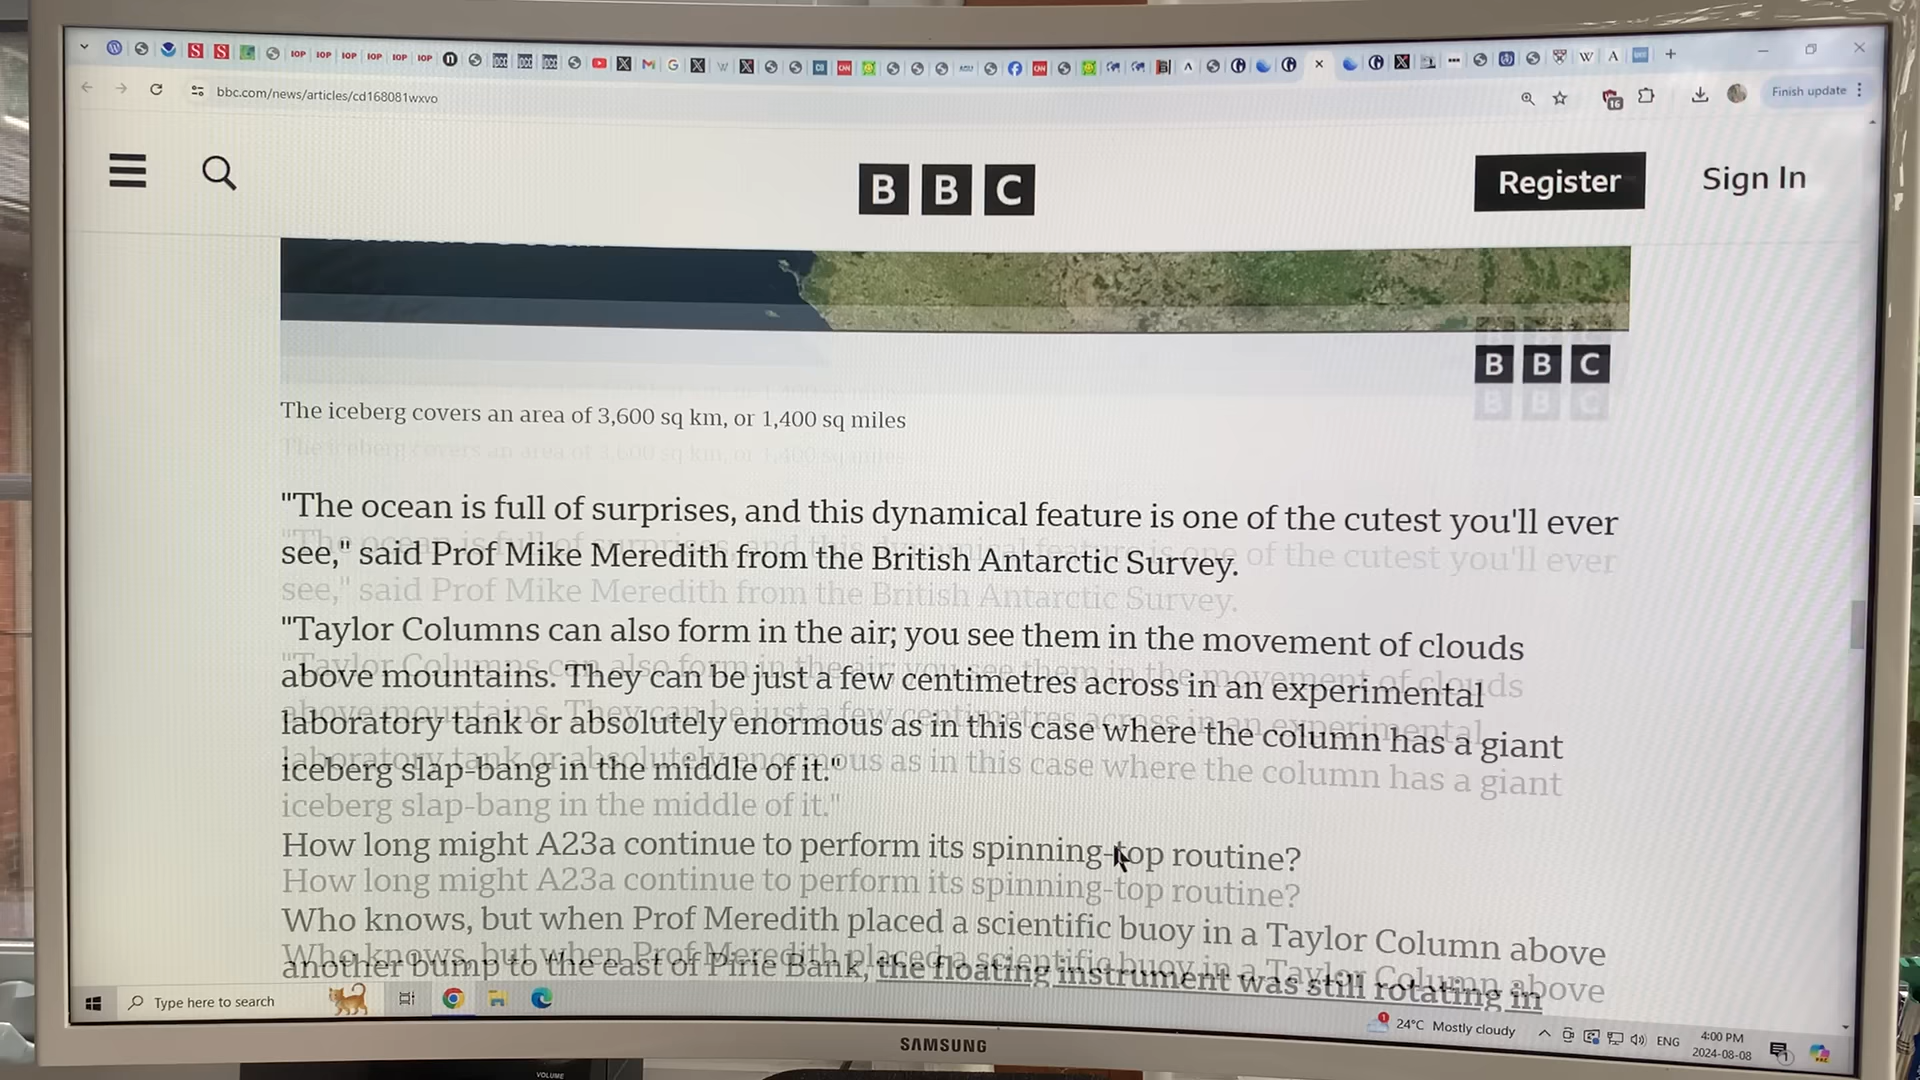 IOP IOP IOP IOP IOP IOP
bbc.com/news/articles/cd168081wxvo
16
Finish update
BBC
Register
Sign In
BBC
The iceberg covers an area of 3,600 sq km, or 1,400 sq miles
"The ocean is full of surprises, and this dynamical feature is one of the cutest you'll ever
see," said Prof Mike Meredith from the British Antarctic Survey.
"Taylor Columns can also form in the air; you see them in the movement of clouds
above mountains. They can be just a few centimetres across in an experimental
laboratory tank or absolutely enormous as in this case where the column has a giant
iceberg slap-bang in the middle of it."
How long might A23a continue to perform its spinning-top routine?
Who knows, but when Prof Meredith placed a scientific buoy in a Taylor Column above
another bump to the east of Pirie Bank, the floating instrument was still rotating in
Type here to search
24°C Mostly cloudy
ENG
4:00 PM
2024-08-08
SAMSUNG
VOLUME